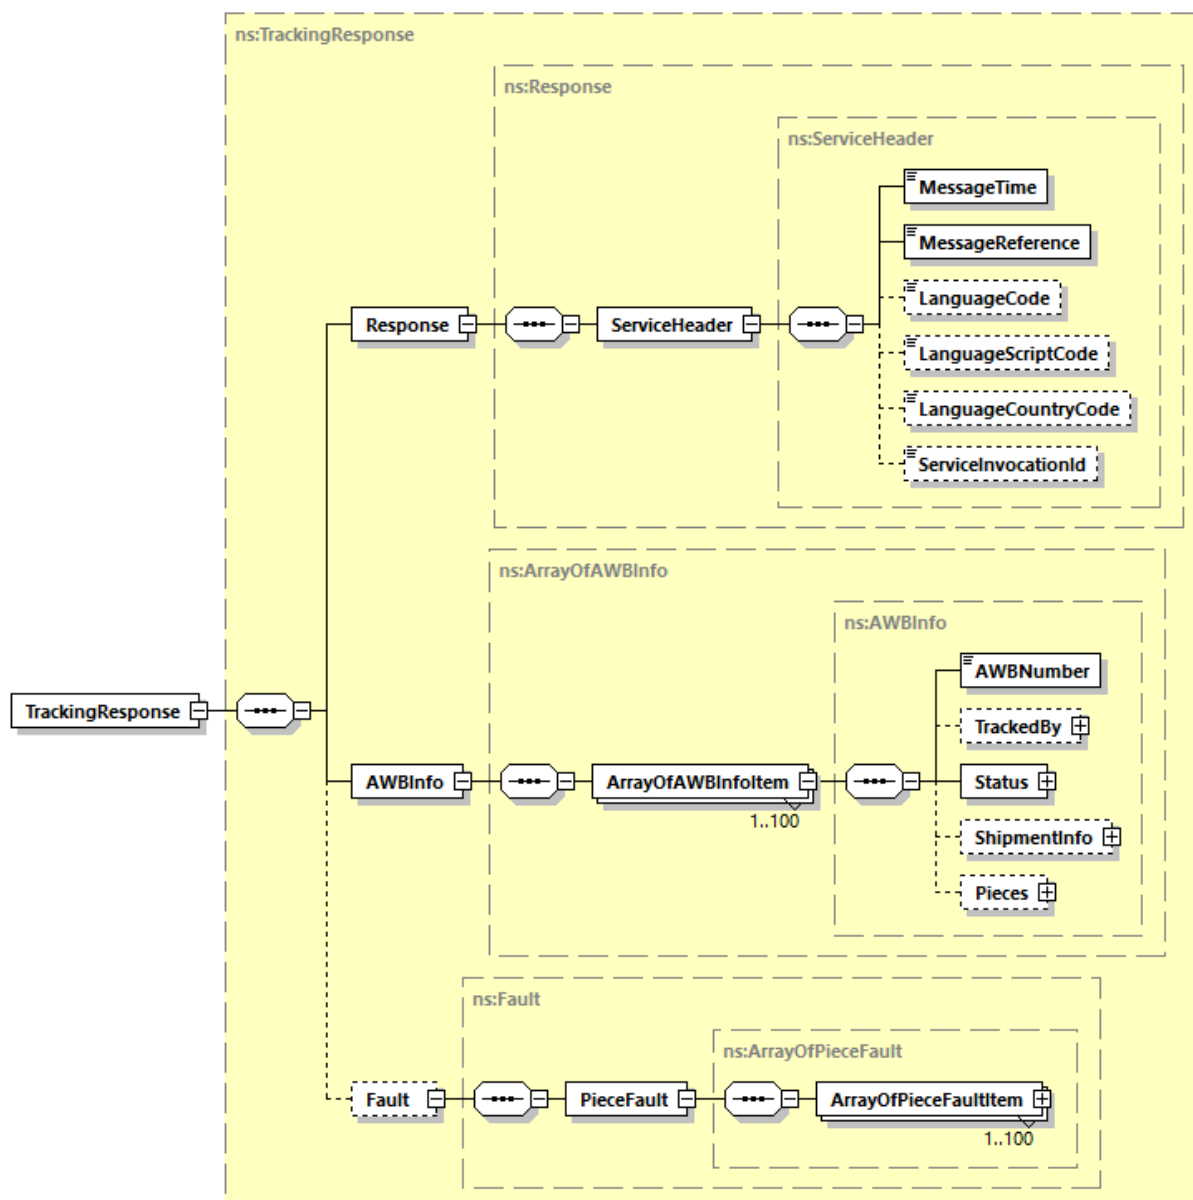 ns:TrackingResponse
ns:Response
ns:ServiceHeader
MessageTime
MessageReference
LanguageCode
Response
ServiceHeader
LanguageScriptCode
LanguageCountryCode
ServiceInvocationId
ns:ArrayOfAWBInfo
ns:AWBInfo
AWBNumber
TrackingResponse
TrackedBy
AWBInfo
ArrayOfAWBInfoItem
Status
1..100
ShipmentInfo
Pieces
ns:Fault
ns:ArrayOfPieceFault
Fault
PieceFault
ArrayOfPieceFaultItem
1..100